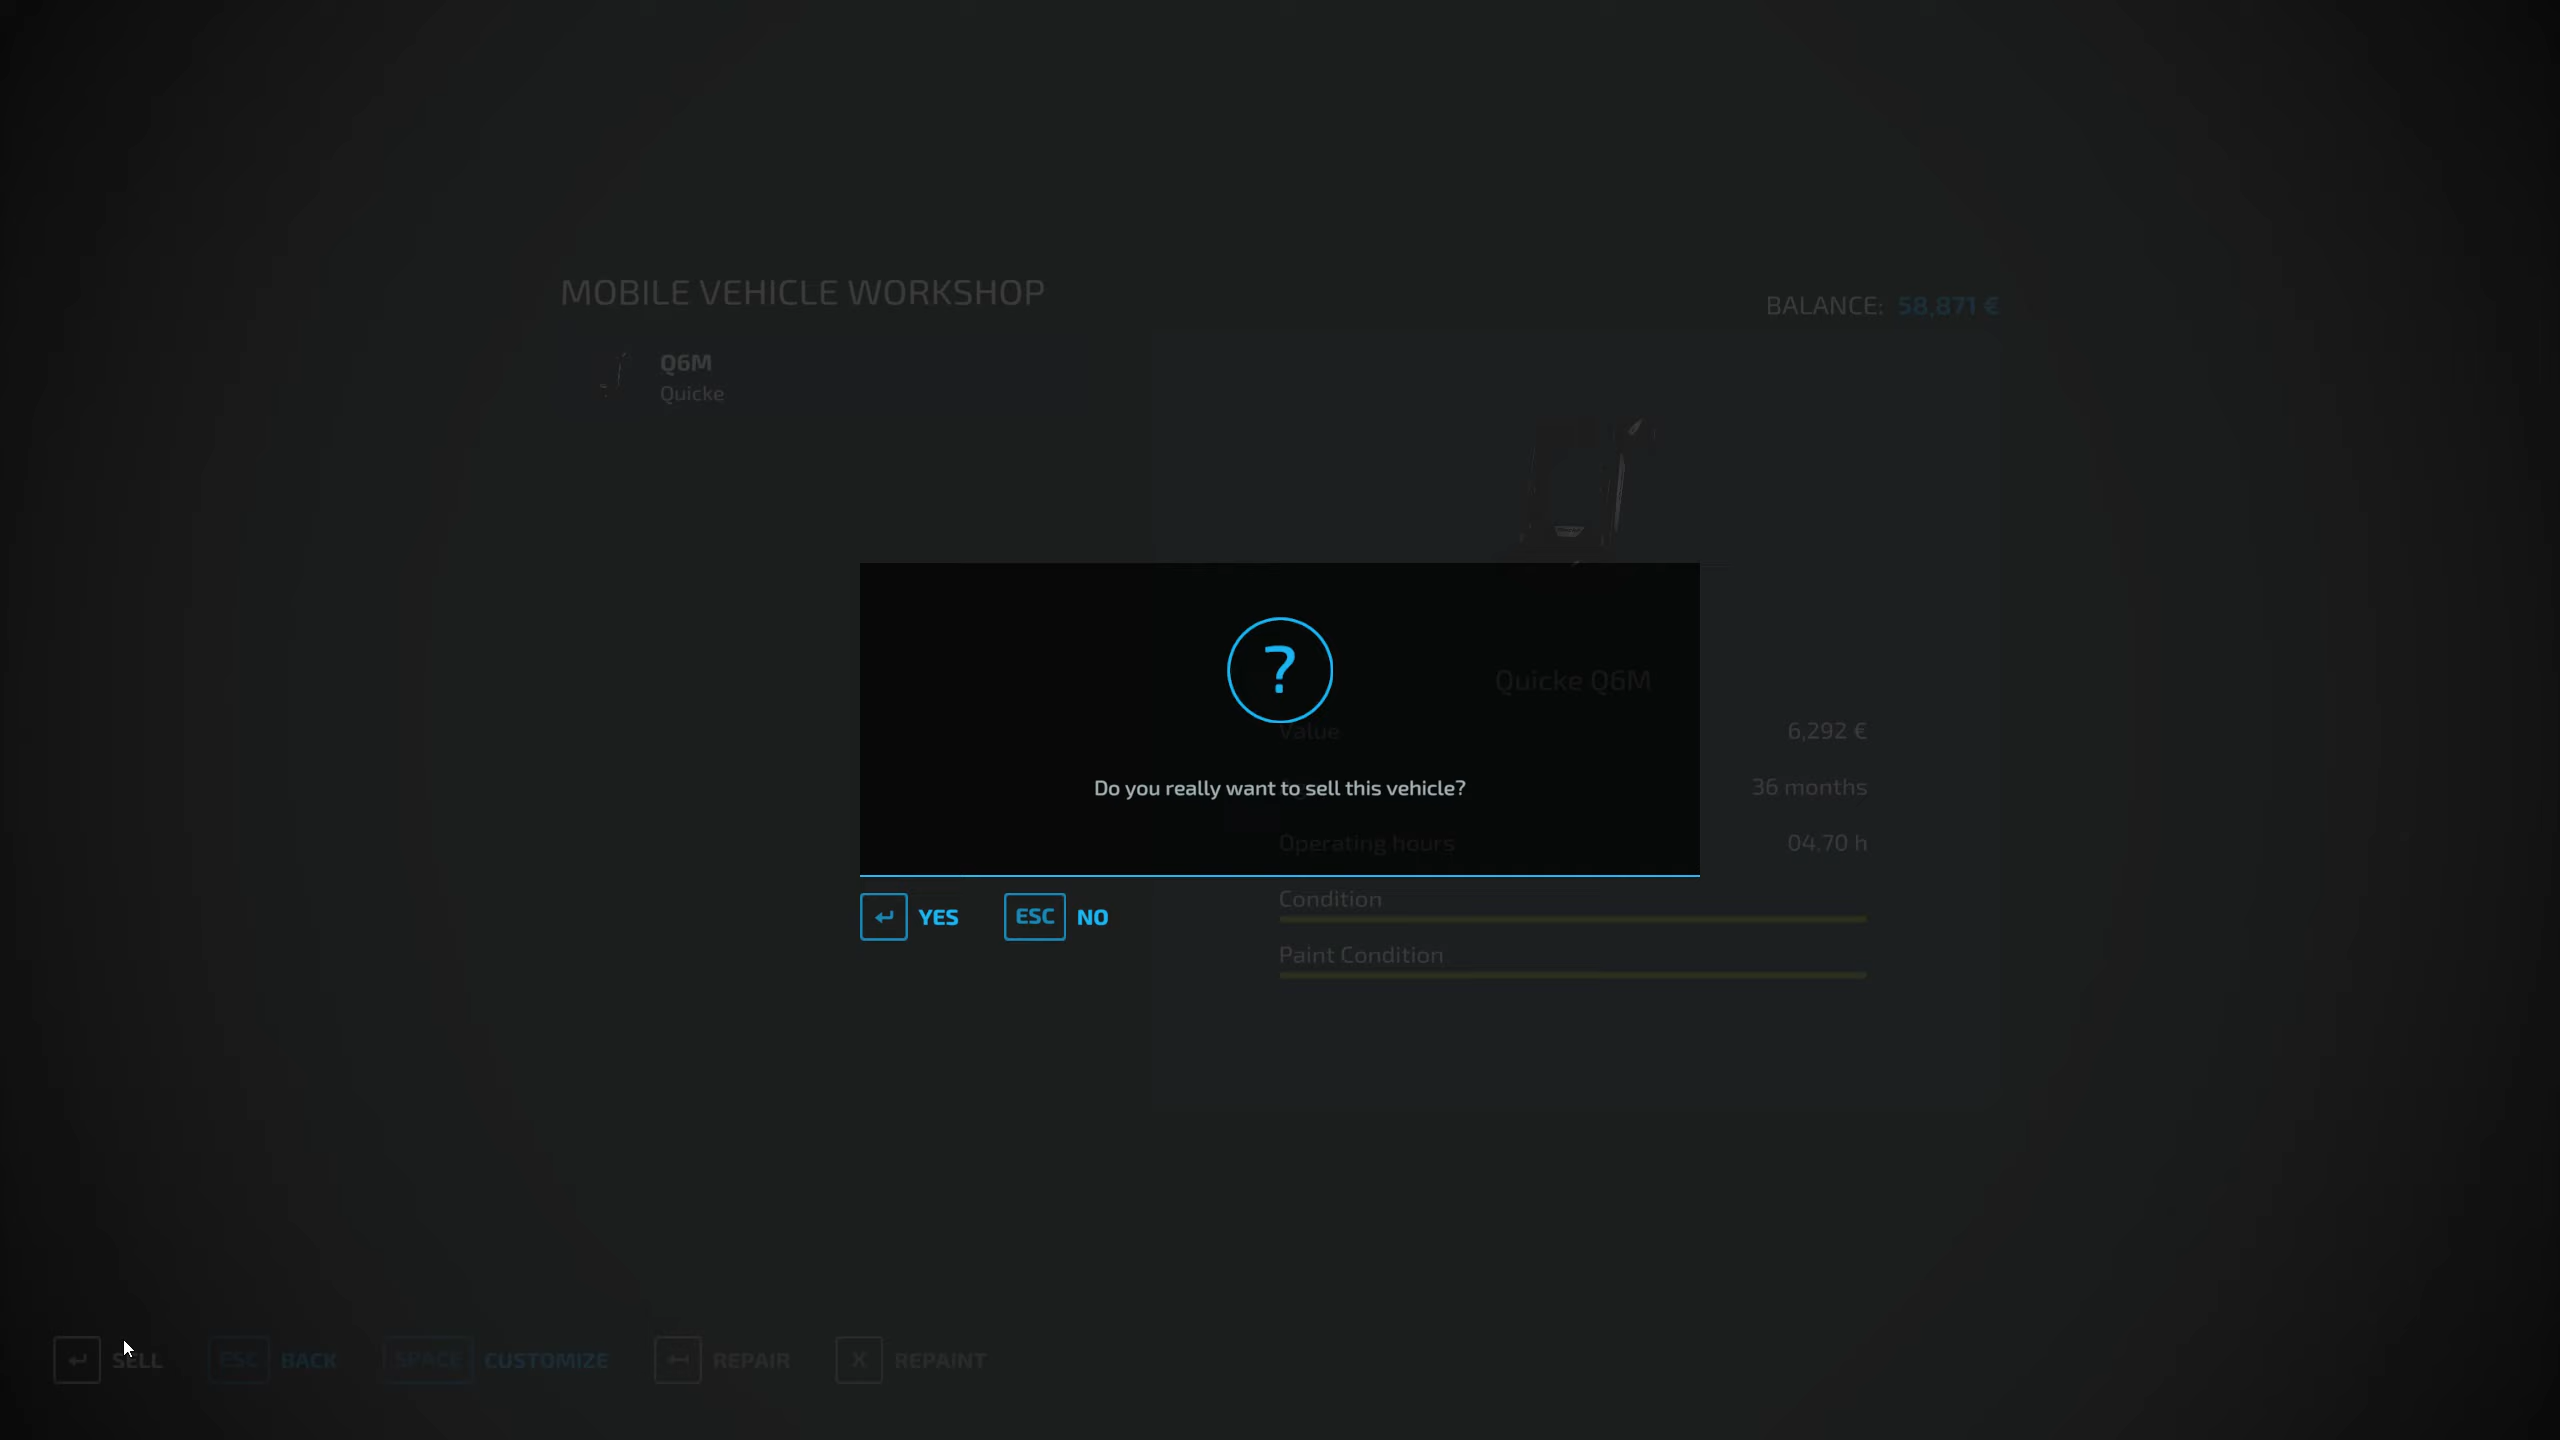 MOBILE VEHICLE WORKSHOP
BALANCE: 58,871 €
Q6M
Quicke
?
Quicke Q6M
Value 6,292 €
Do you really want to sell this vehicle?
36 months
Operating hours 04.70 h
YES ESC NO
Condition
Paint Condition
SELL ESC BACK SPACE CUSTOMIZE REPAIR X REPAINT